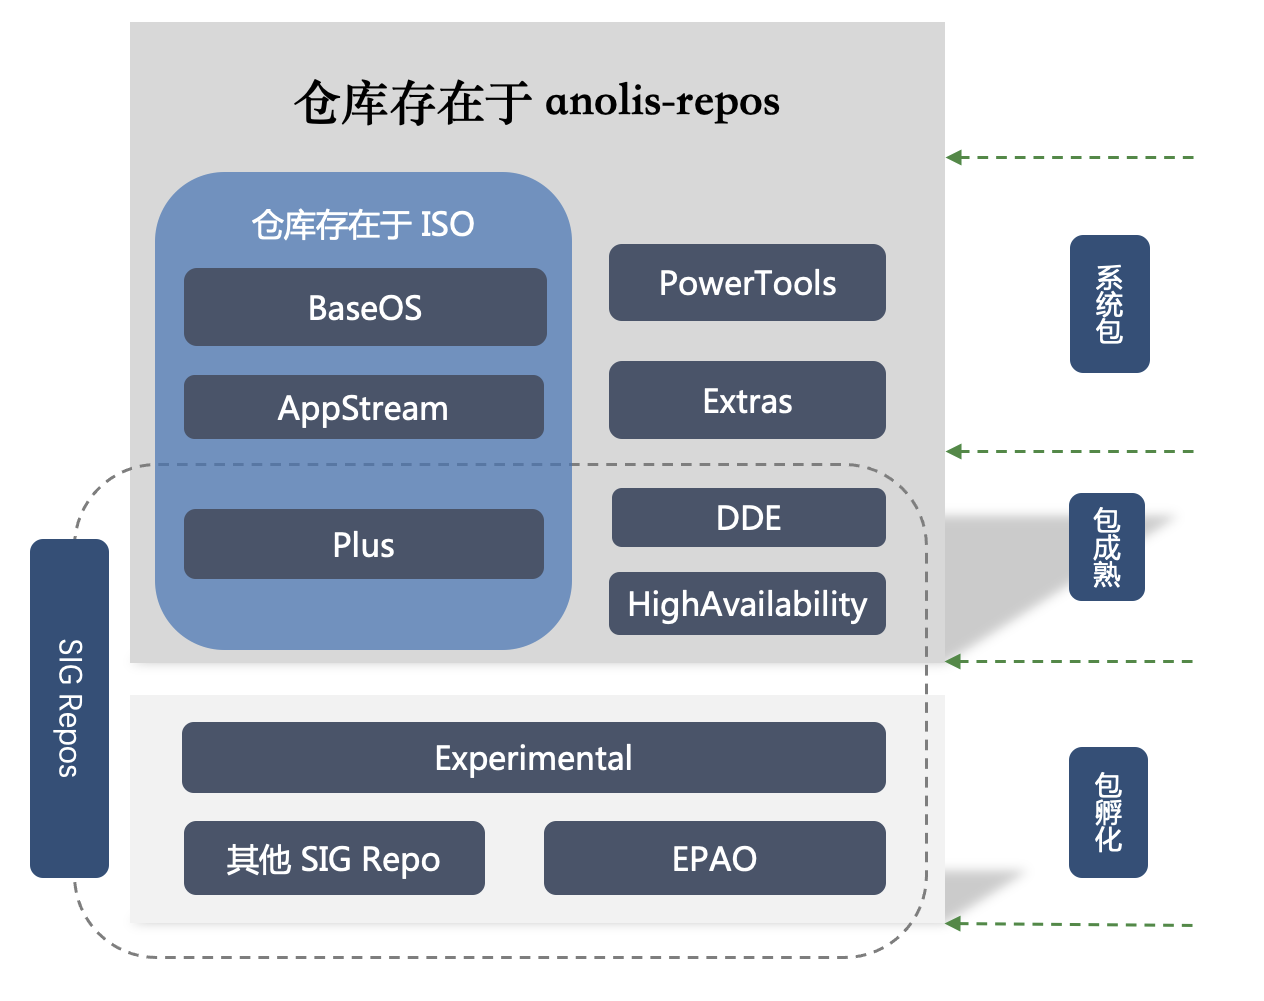 仓库存在于 anolis-repos
仓库存在于 ISO
BaseOS
AppStream
Plus
PowerTools
Extras
DDE
HighAvailability
Experimental
其他 SIG Repo
EPAO
SIG Repos
系统包
包成熟
包孵化